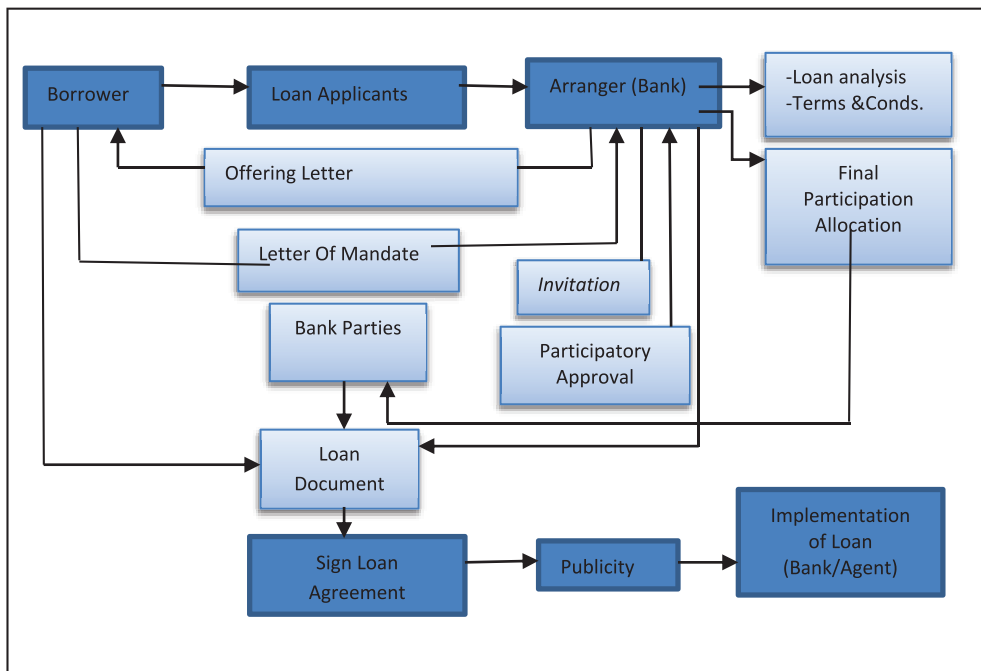 Borrower
Loan Applicants
Arranger (Bank)
-Loan analysis
-Terms &Conds.
Offering Letter
Final
Participation
Allocation
Letter Of Mandate
Invitation
Bank Parties
Participatory
Approval
Loan
Document
Sign Loan
Agreement
Publicity
Implementation
of Loan
(Bank/Agent)